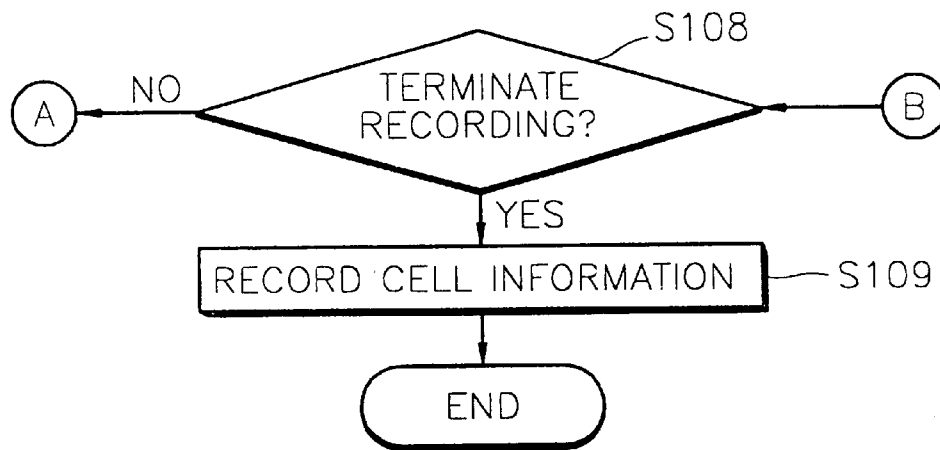 S108
TERMINATE
RECORDING?
A
NO
B
YES
RECORD CELL INFORMATION
S109
END